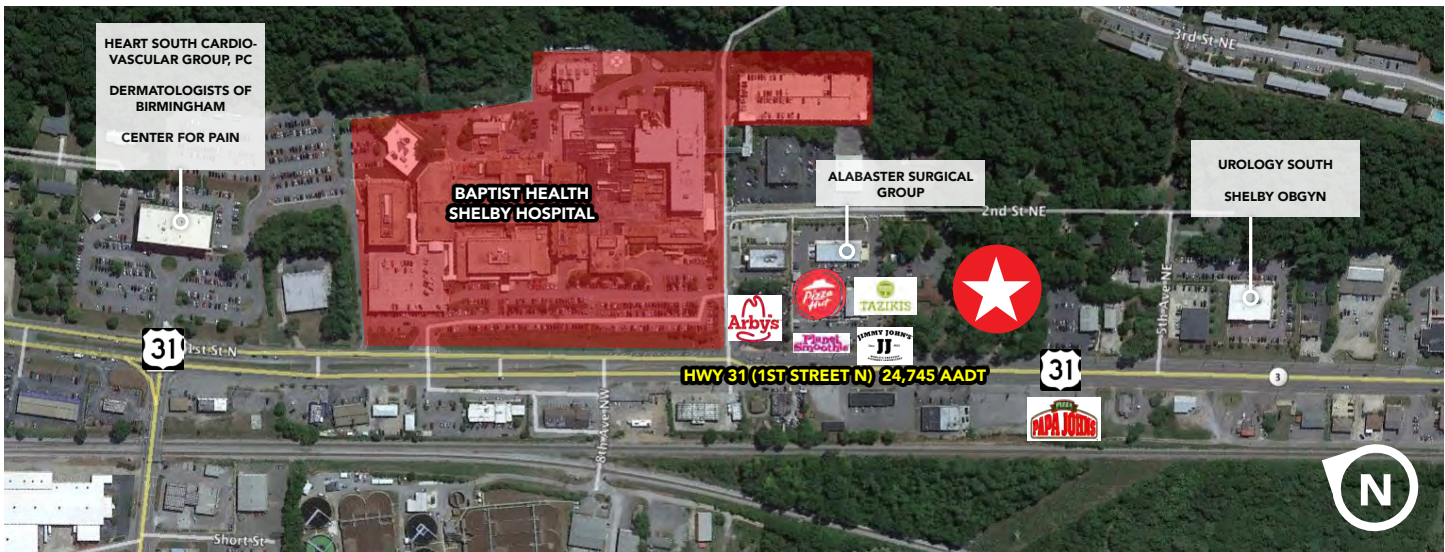 HEART SOUTH CARDIO-
VASCULAR GROUP, PC
DERMATOLOGISTS OF
BIRMINGHAM
CENTER FOR PAIN
3rd St NE
BAPTIST HEALTH
SHELBY HOSPITAL
ALABASTER SURGICAL
GROUP
UROLOGY SOUTH
SHELBY OBGYN
2nd St NE
5th Ave NE
Arby's
Pizza
Hut
TAZIKIS
Planet
Smoothie
JIMMY JOHN'S
JJ
31
1st St N
HWY 31 (1ST STREET N) 24,745 AADT
31
3
PIZZA
PAPA JOHNS
8th Ave NW
Short St
N